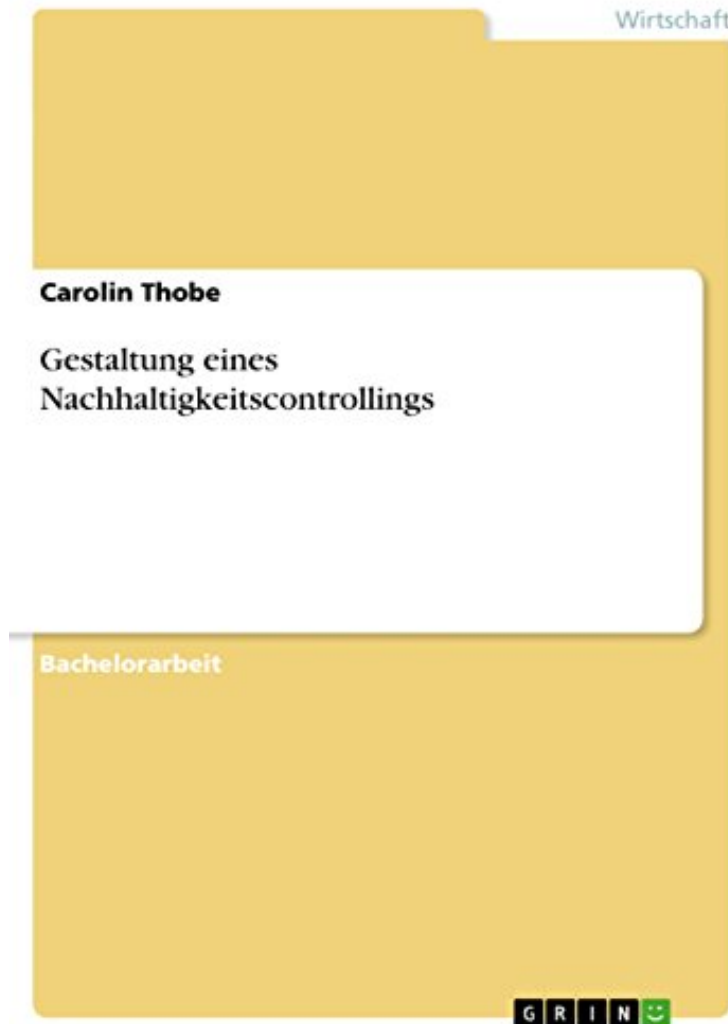 Wirtschaft
Carolin Thobe
Gestaltung eines
Nachhaltigkeitscontrollings
Bachelorarbeit
GRIN